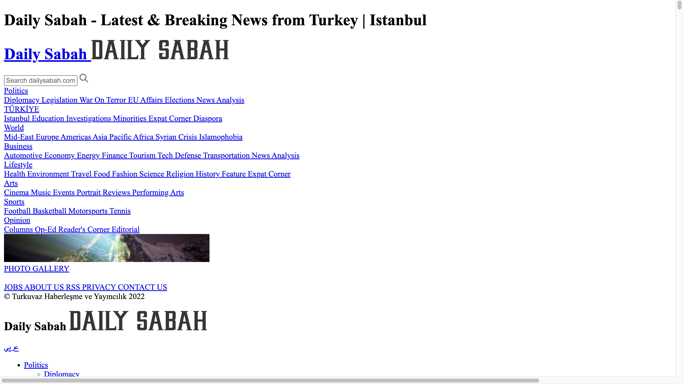 Daily Sabah - Latest & Breaking News from Turkey | Istanbul
Daily Sabah DAILY SABAH
Search dailysabah.com
Politics
Diplomacy Legislation War On Terror EU Affairs Elections News Analysis
TÜRKİYE
Istanbul Education Investigations Minorities Expat Corner Diaspora
World
Mid-East Europe Americas Asia Pacific Africa Syrian Crisis Islamophobia
Business
Automotive Economy Energy Finance Tourism Tech Defense Transportation News Analysis
Lifestyle
Health Environment Travel Food Fashion Science Religion History Feature Expat Corner
Arts
Cinema Music Events Portrait Reviews Performing Arts
Sports
Football Basketball Motorsports Tennis
Opinion
Columns Op-Ed Reader's Corner Editorial
PHOTO GALLERY
JOBS ABOUT US RSS PRIVACY CONTACT US
© Turkuvaz Haberleşme ve Yayıncılık 2022
Daily Sabah DAILY SABAH
عربي
Politics
Diplomacy